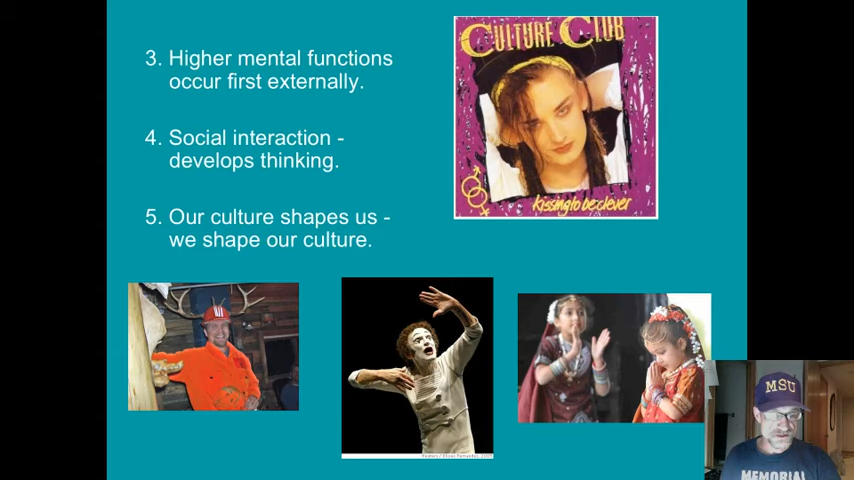 3. Higher mental functions
occur first externally.
4. Social interaction -
develops thinking.
5. Our culture shapes us -
we shape our culture.
CULTURE CLUB
kissing to be clever
MSU
MEMORIAL